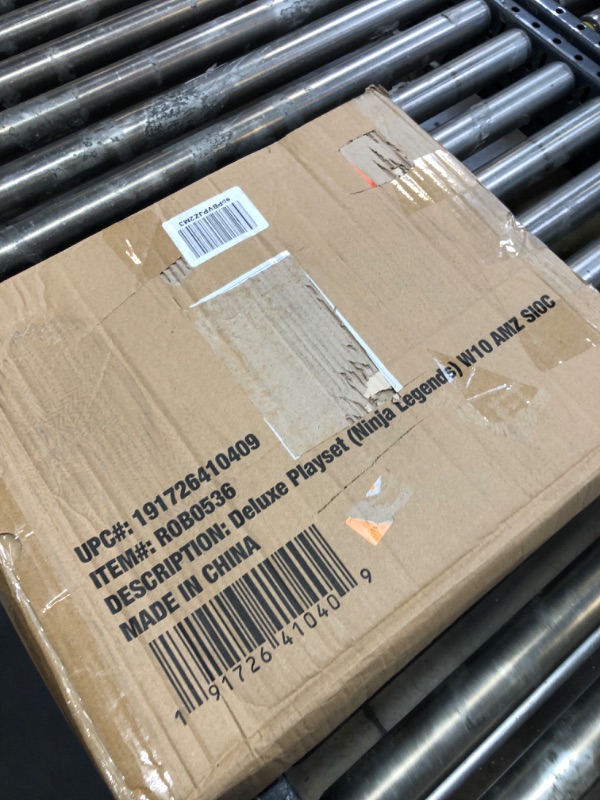 UPC#: 191726410409
ITEM#: ROB0536
DESCRIPTION: Deluxe Playset (Ninja Legends) W10 AMZ SIOC
MADE IN CHINA
1 91726 41040 9